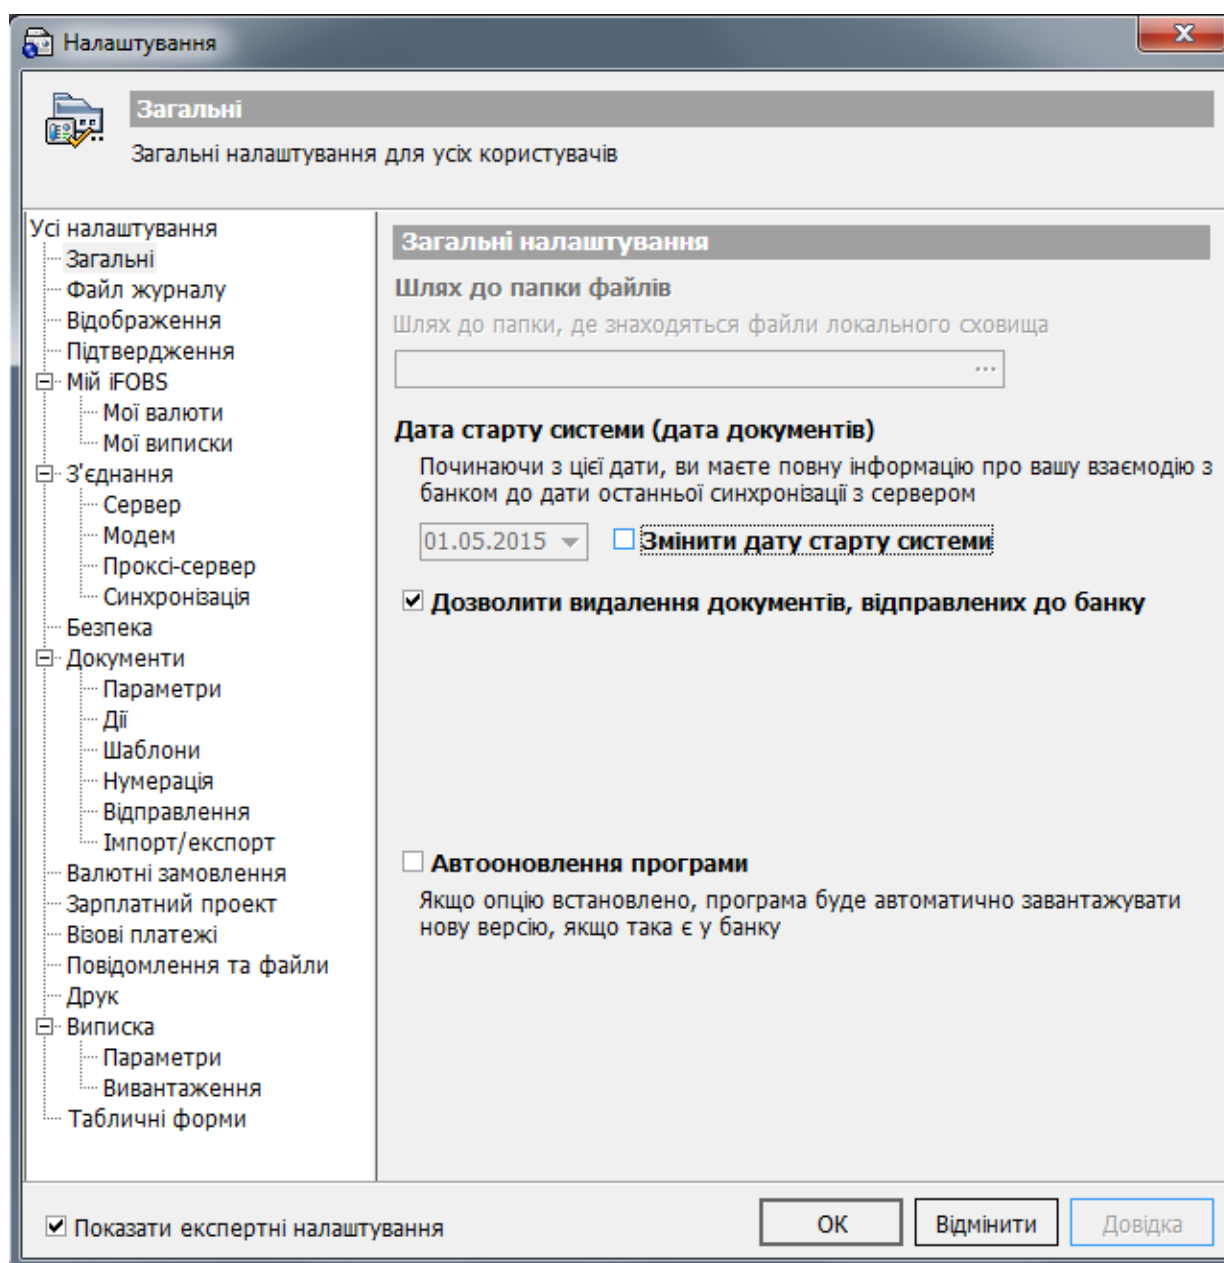 Налаштування
Загальні
Загальні налаштування для усіх користувачів
Усі налаштування
Загальні
Файл журналу
Відображення
Підтвердження
Мій iFOBS
Мої валюти
Мої виписки
З'єднання
Сервер
Модем
Проксі-сервер
Синхронізація
Безпека
Документи
Параметри
Дії
Шаблони
Нумерація
Відправлення
Імпорт/експорт
Валютні замовлення
Зарплатний проект
Візові платежі
Повідомлення та файли
Друк
Виписка
Параметри
Вивантаження
Табличні форми
Загальні налаштування
Шлях до папки файлів
Шлях до папки, де знаходяться файли локального сховища
...
Дата старту системи (дата документів)
Починаючи з цієї дати, ви маєте повну інформацію про вашу взаємодію з
банком до дати останньої синхронізації з сервером
01.05.2015
Змінити дату старту системи
Дозволити видалення документів, відправлених до банку
Автооновлення програми
Якщо опцію встановлено, програма буде автоматично завантажувати
нову версію, якщо така є у банку
Показати експертні налаштування
ОК
Відмінити
Довідка